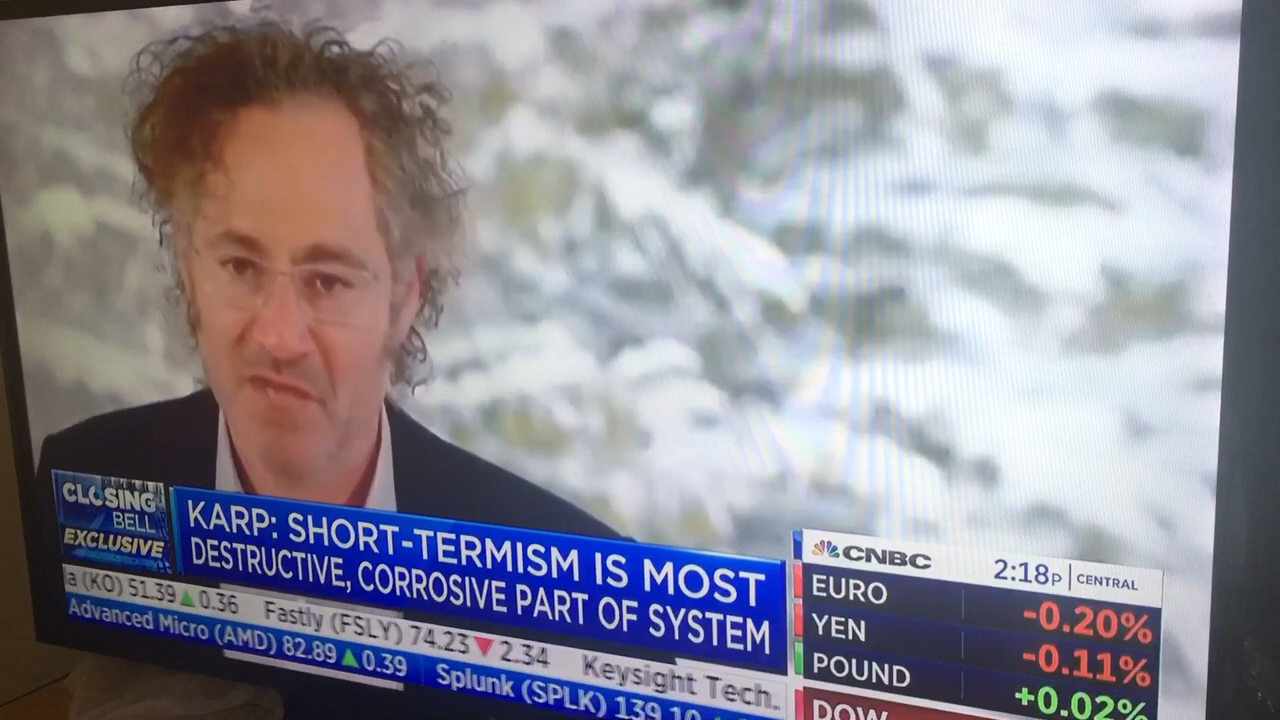 CLOSING
BELL
EXCLUSIVE
KARP: SHORT-TERMISM IS MOST
DESTRUCTIVE, CORROSIVE PART OF SYSTEM
a (KO) 51.39 ▲ 0.36 Fastly (FSLY) 74.23 ▼ 2.34 Keysight Tech.
Advanced Micro (AMD) 82.89 ▲ 0.39 Splunk (SPLK) 139.10
CNBC 2:18P CENTRAL
EURO -0.20%
YEN -0.11%
POUND +0.02%
DOW